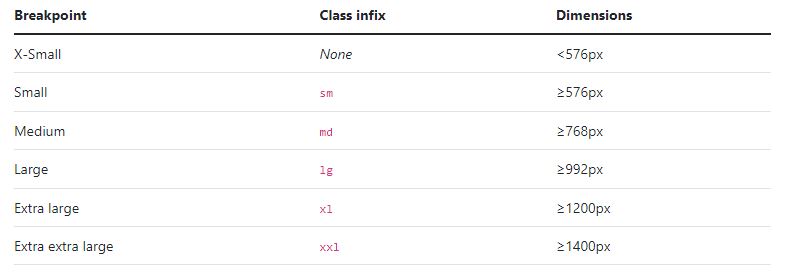 Breakpoint Class infix Dimensions
X-Small None <576px
Small sm ≥576px
Medium md ≥768px
Large lg ≥992px
Extra large xl ≥1200px
Extra extra large xxl ≥1400px